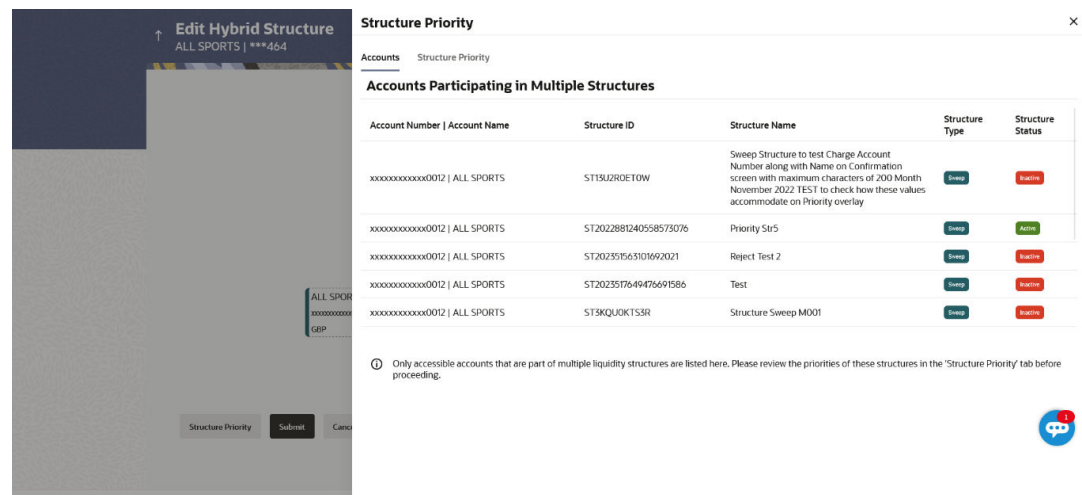 Edit Hybrid Structure
ALL SPORTS | ***464
ALL SPOR
GBP
Structure Priority Submit Canc
Structure Priority
Accounts Structure Priority
Accounts Participating in Multiple Structures
Account Number | Account Name Structure ID Structure Name Structure Type Structure Status
Sweep Structure to test Charge Account
Number along with Name on Confirmation
xxxxxxxxxxxx0012 | ALL SPORTS ST13U2R0ET0W screen with maximum characters of 200 Month Sweep Inactive
November 2022 TEST to check how these values
accommodate on Priority overlay
xxxxxxxxxxxx0012 | ALL SPORTS ST2022881240558573076 Priority Str5 Sweep Active
xxxxxxxxxxxx0012 | ALL SPORTS ST202351563101692021 Reject Test 2 Sweep Inactive
xxxxxxxxxxxx0012 | ALL SPORTS ST2023517649476691586 Test Sweep Inactive
xxxxxxxxxxxx0012 | ALL SPORTS ST3KQU0KTS3R Structure Sweep M001 Sweep Inactive
Only accessible accounts that are part of multiple liquidity structures are listed here. Please review the priorities of these structures in the 'Structure Priority' tab before
proceeding.
1